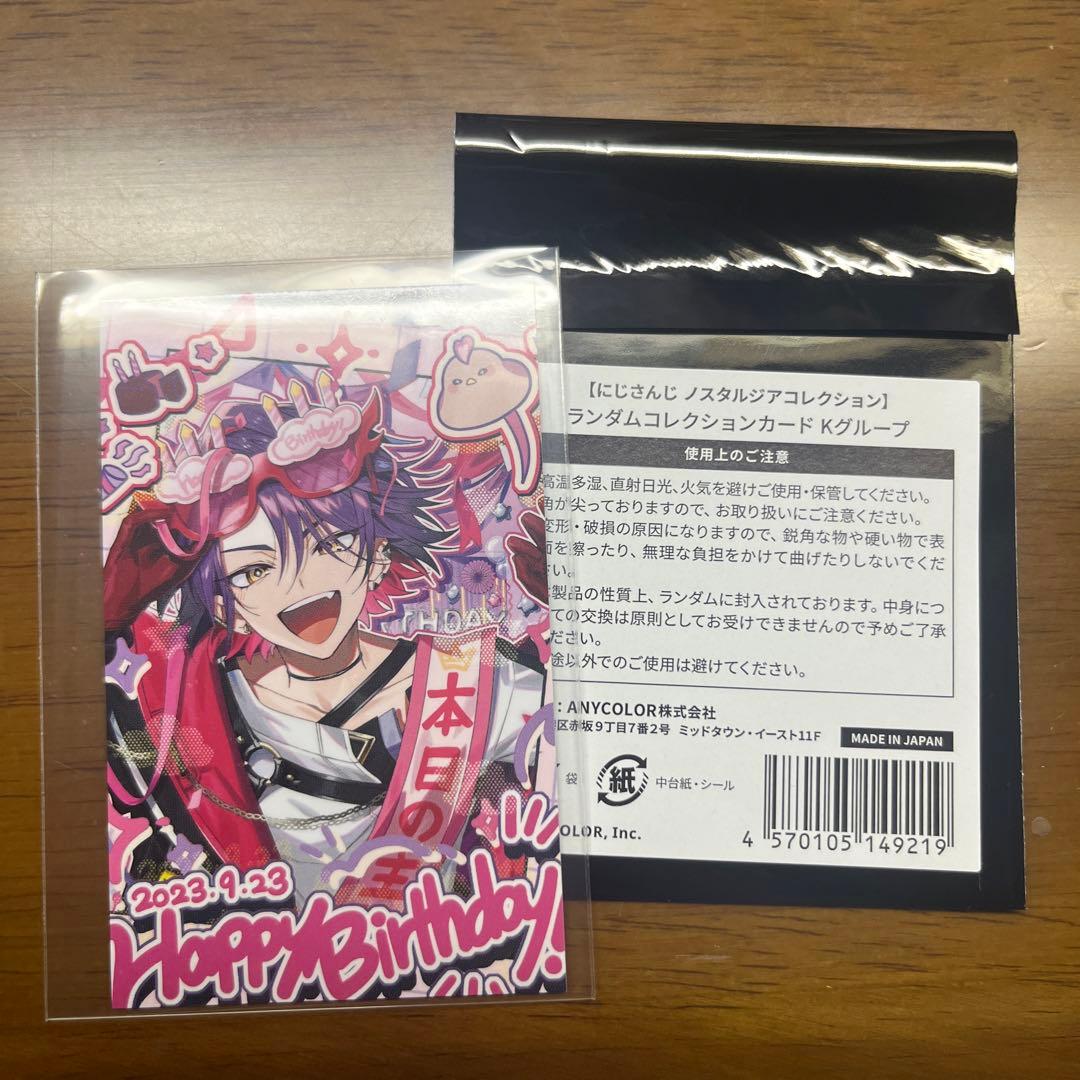 Birthday!
THDAY
本日の主
2023.9.23
Happy Birthday!
【にじさんじ ノスタルジアコレクション】
ランダムコレクションカード Kグループ
使用上のご注意
高温多湿、直射日光、火気を避けご使用・保管してください。
角が尖っておりますので、お取り扱いにご注意ください。
変形・破損の原因になりますので、鋭角な物や硬い物で表
面を擦ったり、無理な負担をかけて曲げたりしないでくだ
さい。
製品の性質上、ランダムに封入されております。中身につ
ての交換は原則としてお受けできませんので予めご了承
ださい。
途以外でのご使用は避けてください。
: ANYCOLOR株式会社
区赤坂9丁目7番2号 ミッドタウン・イースト11F
MADE IN JAPAN
袋
紙
中台紙・シール
COLOR, Inc.
4 570105 149219